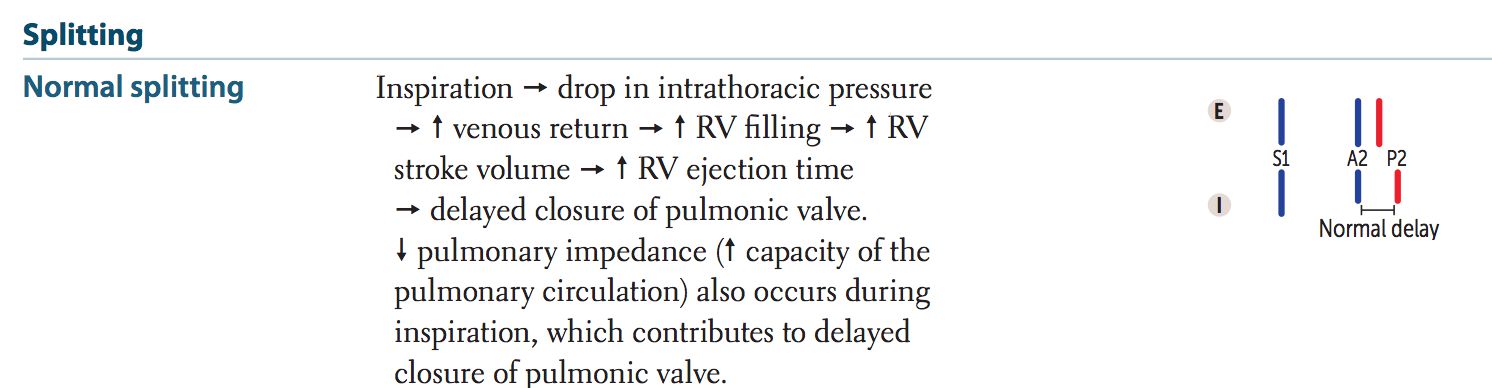 Splitting
Normal splitting
Inspiration → drop in intrathoracic pressure
→ ↑ venous return → ↑ RV filling → ↑ RV
stroke volume → ↑ RV ejection time
→ delayed closure of pulmonic valve.
↓ pulmonary impedance (↑ capacity of the
pulmonary circulation) also occurs during
inspiration, which contributes to delayed
closure of pulmonic valve.
E
S1 A2 P2
I
Normal delay